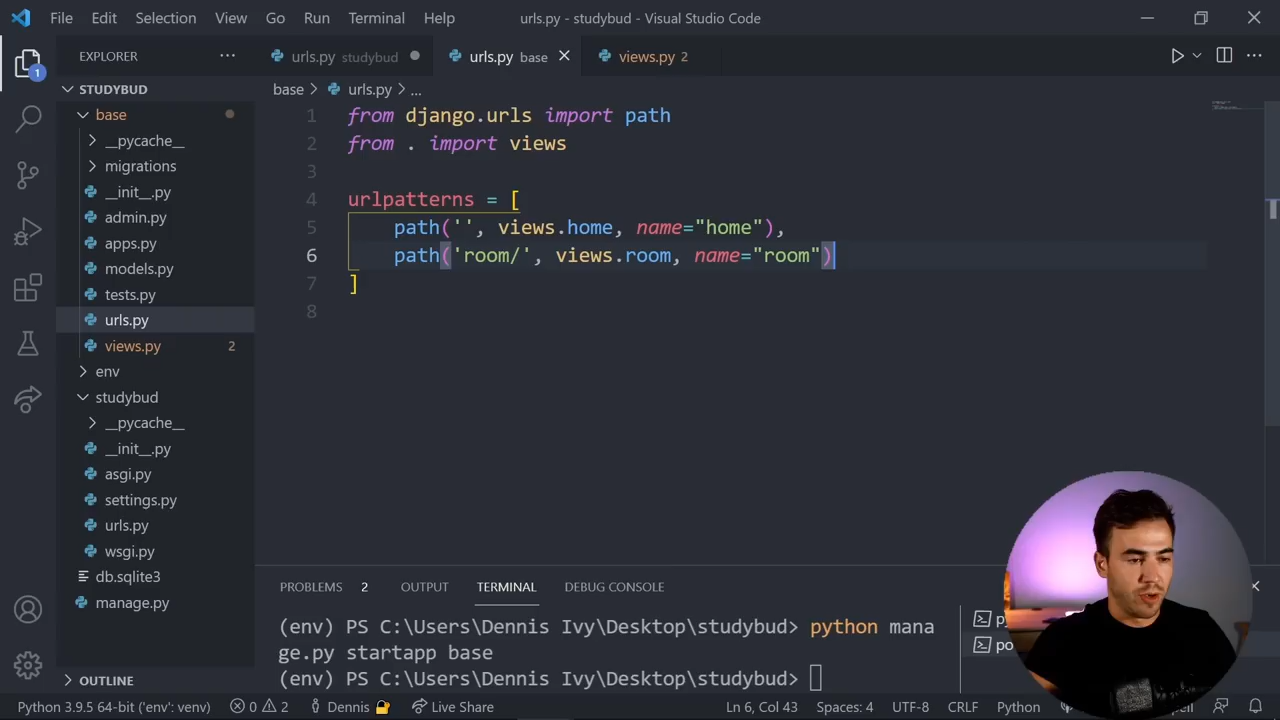 File Edit Selection View Go Run Terminal Help urls.py - studybud - Visual Studio Code
EXPLORER ... urls.py studybud urls.py base views.py 2
1
STUDYBUD base > urls.py > ...
base
__pycache__
migrations
__init__.py
admin.py
apps.py
models.py
tests.py
urls.py
views.py 2
env
studybud
__pycache__
__init__.py
asgi.py
settings.py
urls.py
wsgi.py
db.sqlite3
manage.py
OUTLINE
1 from django.urls import path
2 from . import views
3
4 urlpatterns = [
5 path('', views.home, name="home"),
6 path('room/', views.room, name="room")
7 ]
8
PROBLEMS 2 OUTPUT TERMINAL DEBUG CONSOLE
(env) PS C:\Users\Dennis Ivy\Desktop\studybud> python mana
ge.py startapp base
(env) PS C:\Users\Dennis Ivy\Desktop\studybud>
Python 3.9.5 64-bit ('env': venv) 0 2 Dennis Live Share Ln 6, Col 43 Spaces: 4 UTF-8 CRLF Python